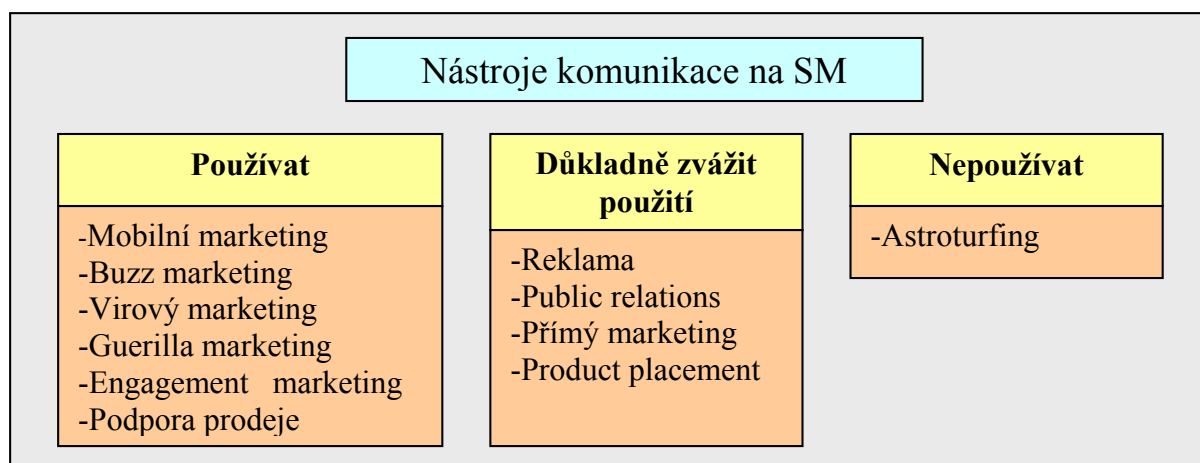 Nástroje komunikace na SM
Používat
-Mobilní marketing
-Buzz marketing
-Virový marketing
-Guerilla marketing
-Engagement marketing
-Podpora prodeje
Důkladně zvážit
použití
-Reklama
-Public relations
-Přímý marketing
-Product placement
Nepoužívat
-Astroturfing